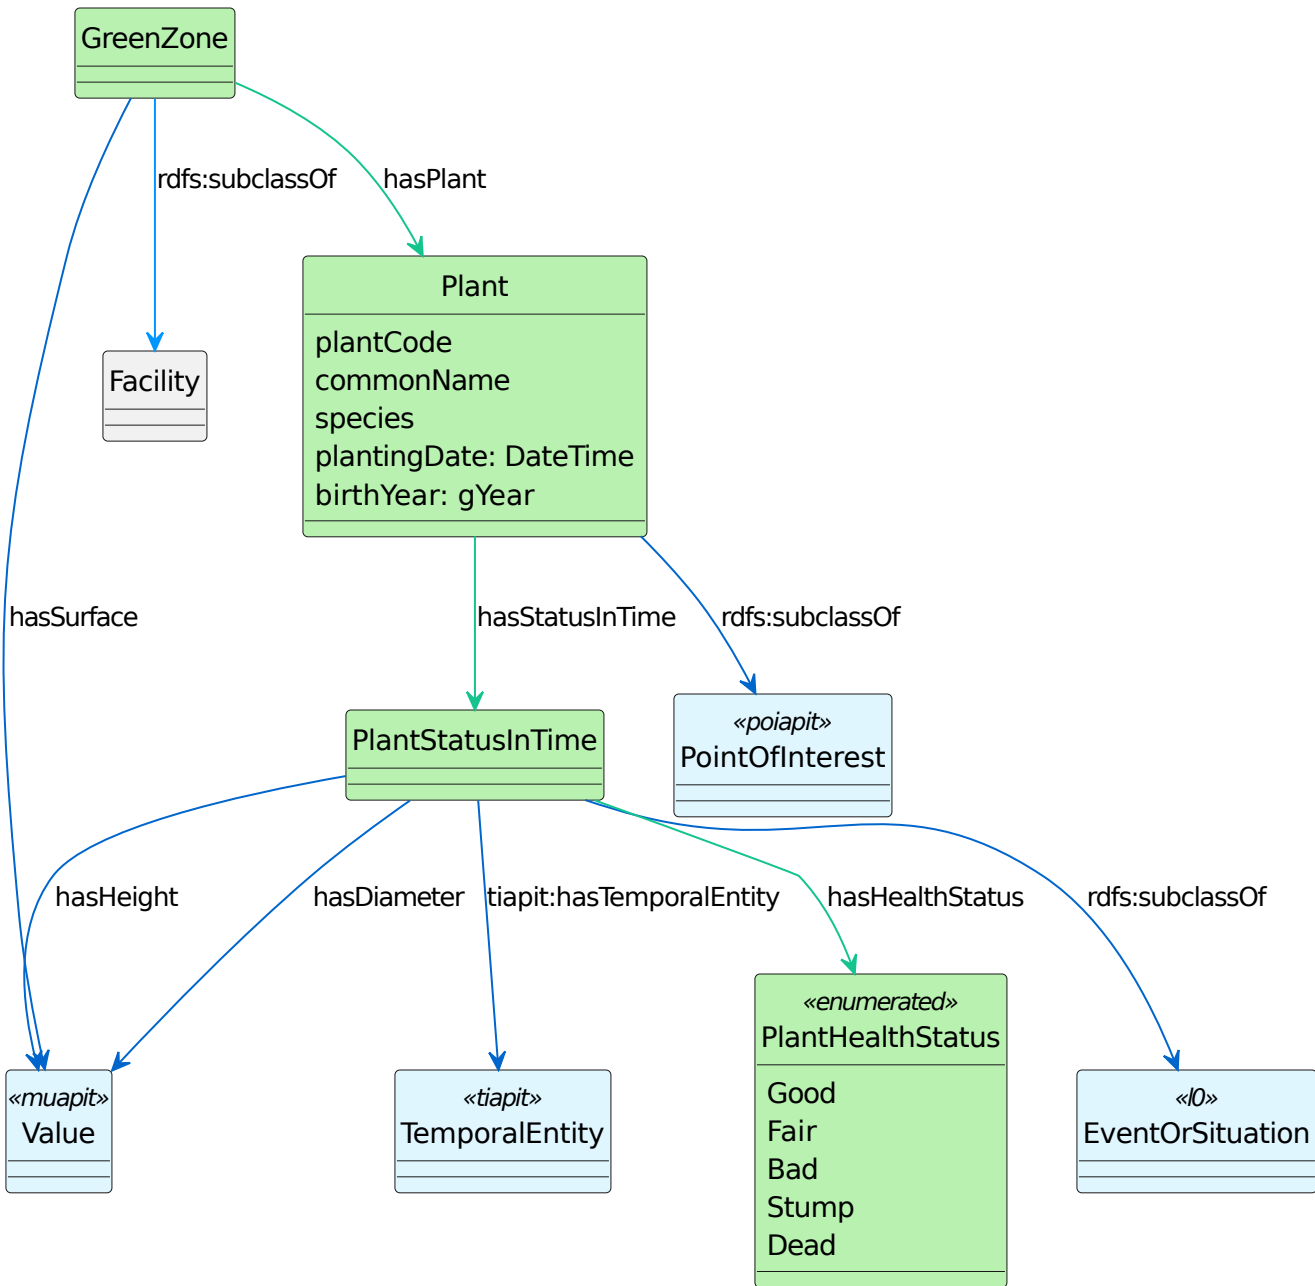 GreenZone
rdfs:subclassOf
hasPlant
Plant
plantCode
commonName
species
plantingDate: DateTime
birthYear: gYear
Facility
hasSurface
hasStatusInTime
rdfs:subclassOf
PlantStatusInTime
«poiapit»
PointOfInterest
hasHeight
hasDiameter
tiapit:hasTemporalEntity
hasHealthStatus
rdfs:subclassOf
«muapit»
Value
«tiapit»
TemporalEntity
«enumerated»
PlantHealthStatus
Good
Fair
Bad
Stump
Dead
«l0»
EventOrSituation